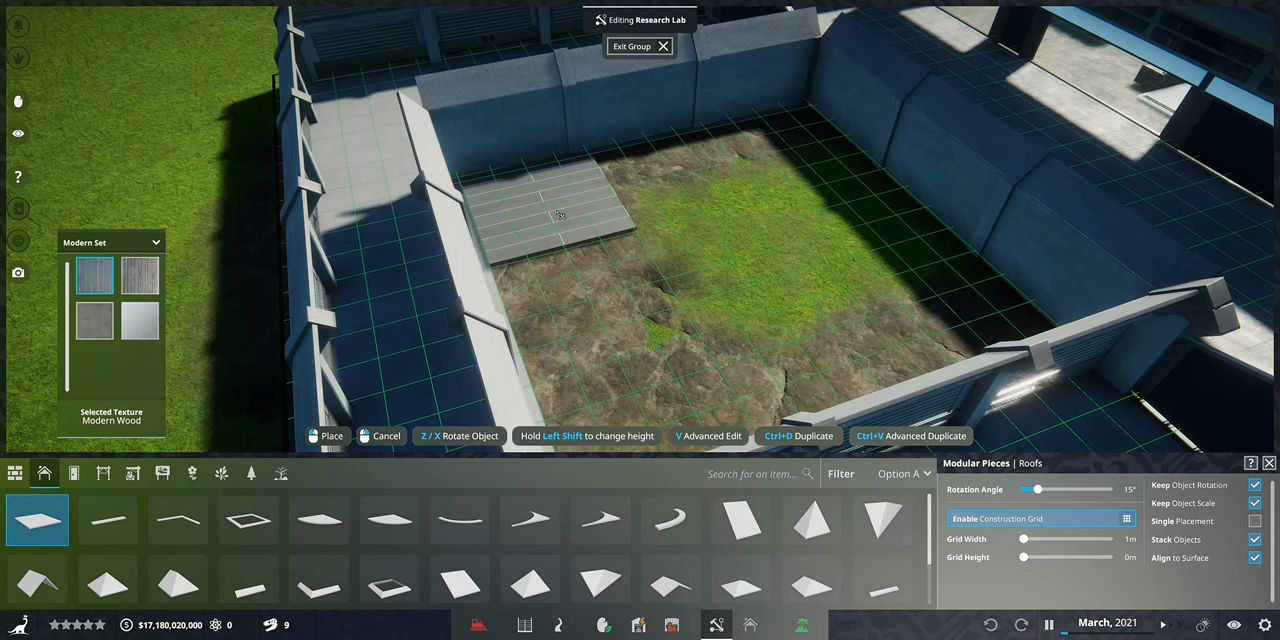 Editing Research Lab
Exit Group
?
Modern Set
Selected Texture
Modern Wood
Place
Cancel
Z / X Rotate Object
Hold Left Shift to change height
V Advanced Edit
Ctrl+D Duplicate
Ctrl+V Advanced Duplicate
Search for an item...
Filter
Option A
Modular Pieces | Roofs
?
Rotation Angle
15°
Keep Object Rotation
Enable Construction Grid
Keep Object Scale
Single Placement
Grid Width
1m
Stack Objects
Grid Height
0m
Align to Surface
$17,180,020,000
0
9
March, 2021